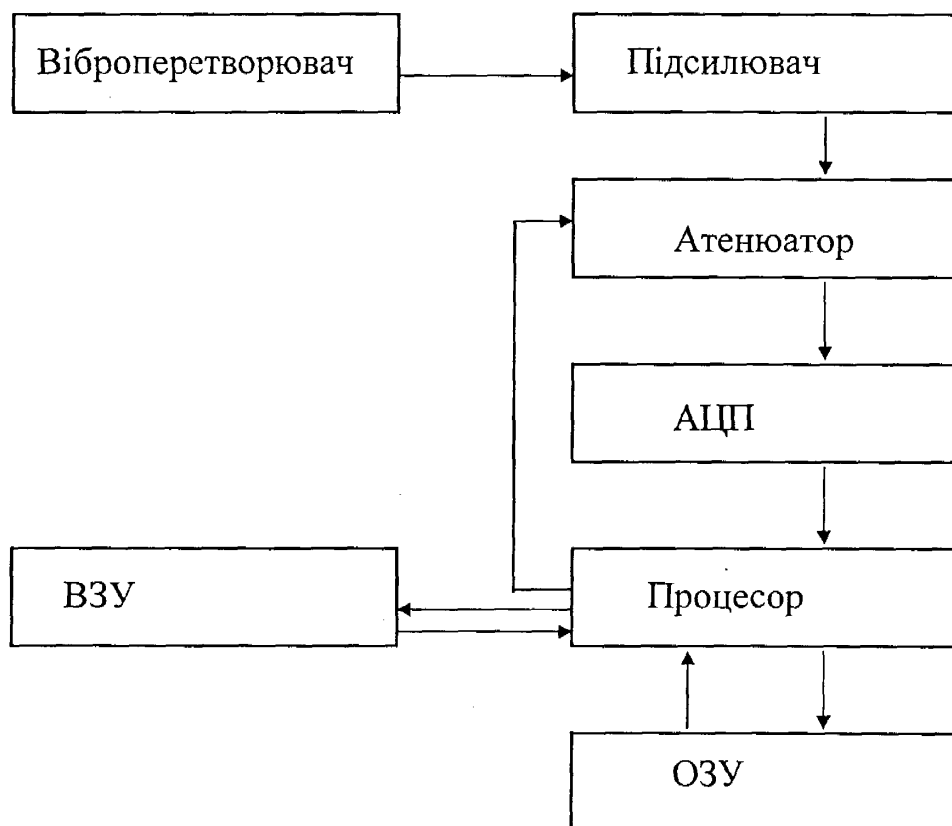 Віброперетворювач
Підсилювач
Атенюатор
АЦП
ВЗУ
Процесор
ОЗУ